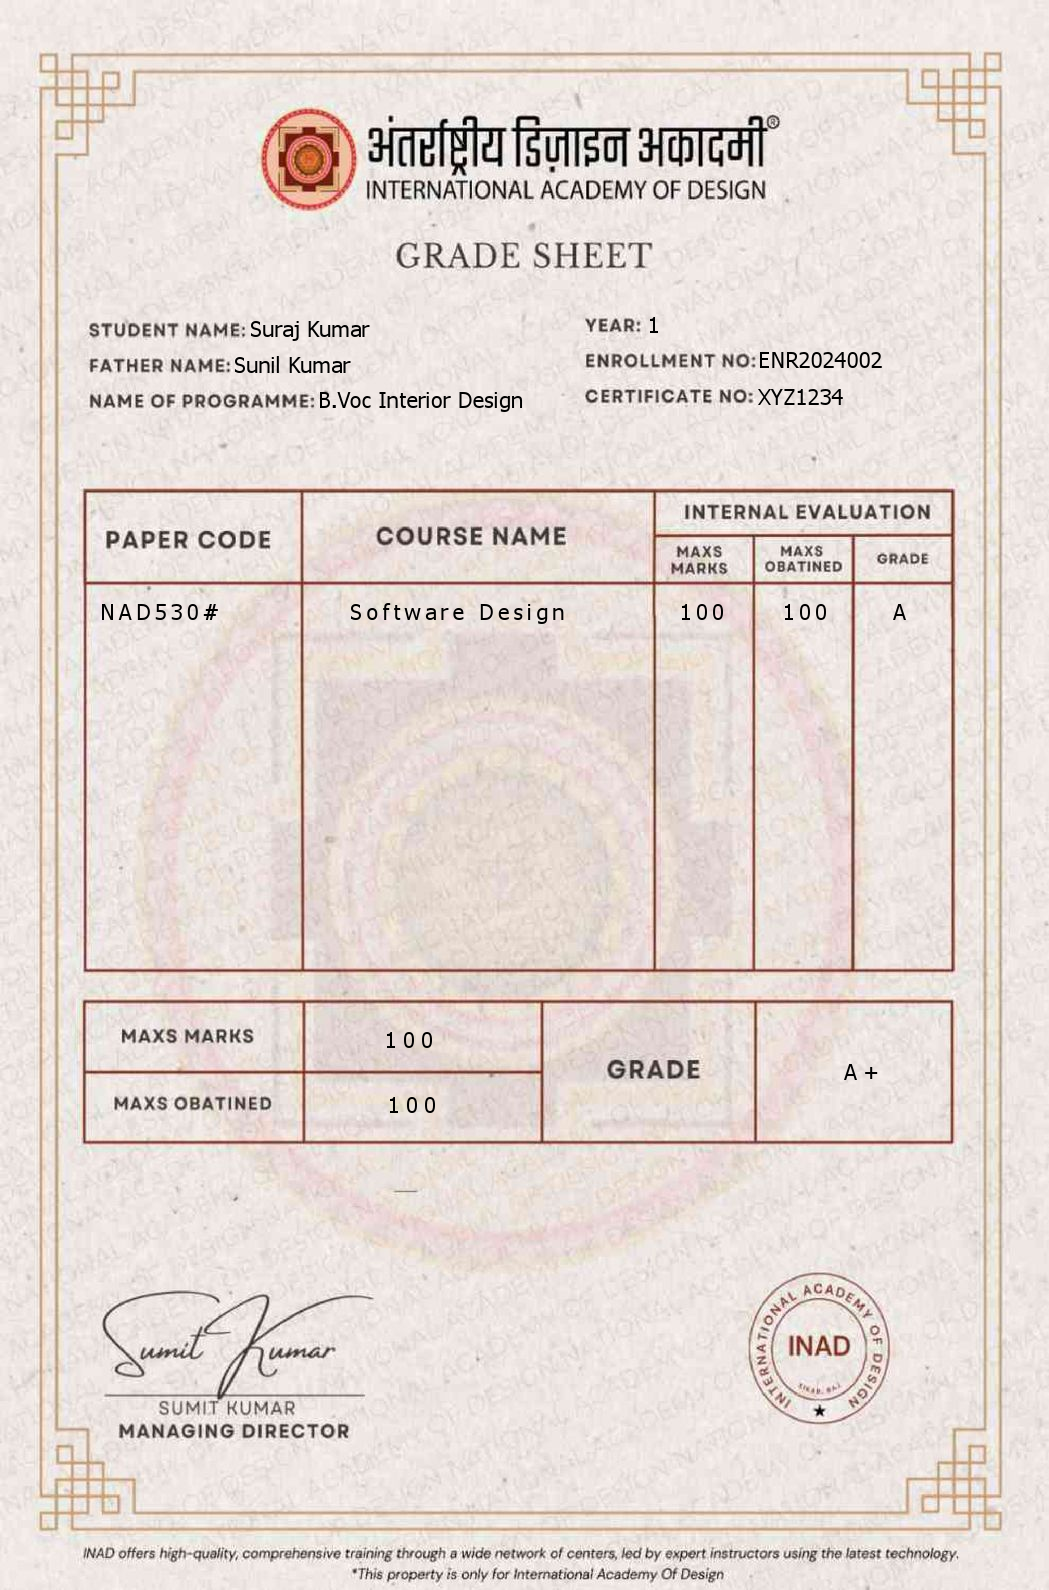 अंतर्राष्ट्रीय डिज़ाइन अकादमी®
INTERNATIONAL ACADEMY OF DESIGN
GRADE SHEET
STUDENT NAME: Suraj Kumar
YEAR: 1
FATHER NAME: Sunil Kumar
ENROLLMENT NO: ENR2024002
NAME OF PROGRAMME: B.Voc Interior Design
CERTIFICATE NO: XYZ1234
PAPER CODE COURSE NAME INTERNAL EVALUATION
MAXS MARKS MAXS OBATINED GRADE
NAD530# Software Design 100 100 A
MAXS MARKS 100
GRADE A+
MAXS OBATINED 100
Sumit Kumar
SUMIT KUMAR
MANAGING DIRECTOR
INTERNATIONAL ACADEMY OF DESIGN
INAD
INAD offers high-quality, comprehensive training through a wide network of centers, led by expert instructors using the latest technology.
*This property is only for International Academy Of Design